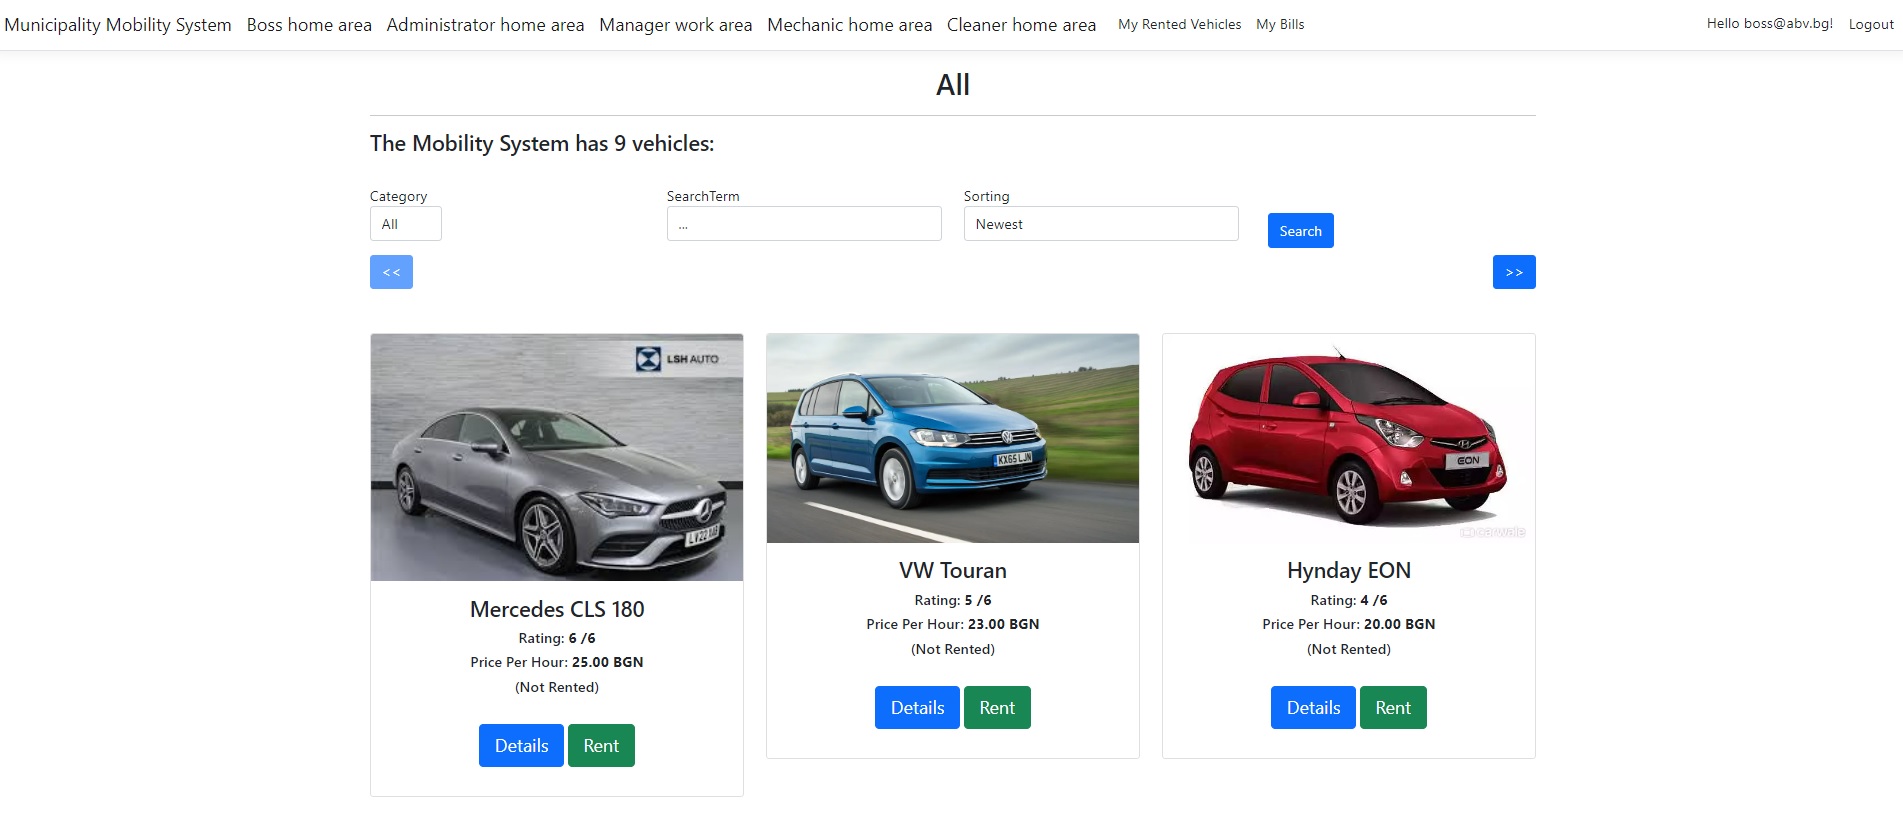 Municipality Mobility System Boss home area Administrator home area Manager work area Mechanic home area Cleaner home area My Rented Vehicles My Bills Hello boss@abv.bg! Logout
All
The Mobility System has 9 vehicles:
Category SearchTerm Sorting
All ... Newest Search
<< >>
LSH AUTO
KX65 LJN
EON
carwale
Mercedes CLS 180
Rating: 6 /6
Price Per Hour: 25.00 BGN
(Not Rented)
Details Rent
VW Touran
Rating: 5 /6
Price Per Hour: 23.00 BGN
(Not Rented)
Details Rent
Hynday EON
Rating: 4 /6
Price Per Hour: 20.00 BGN
(Not Rented)
Details Rent